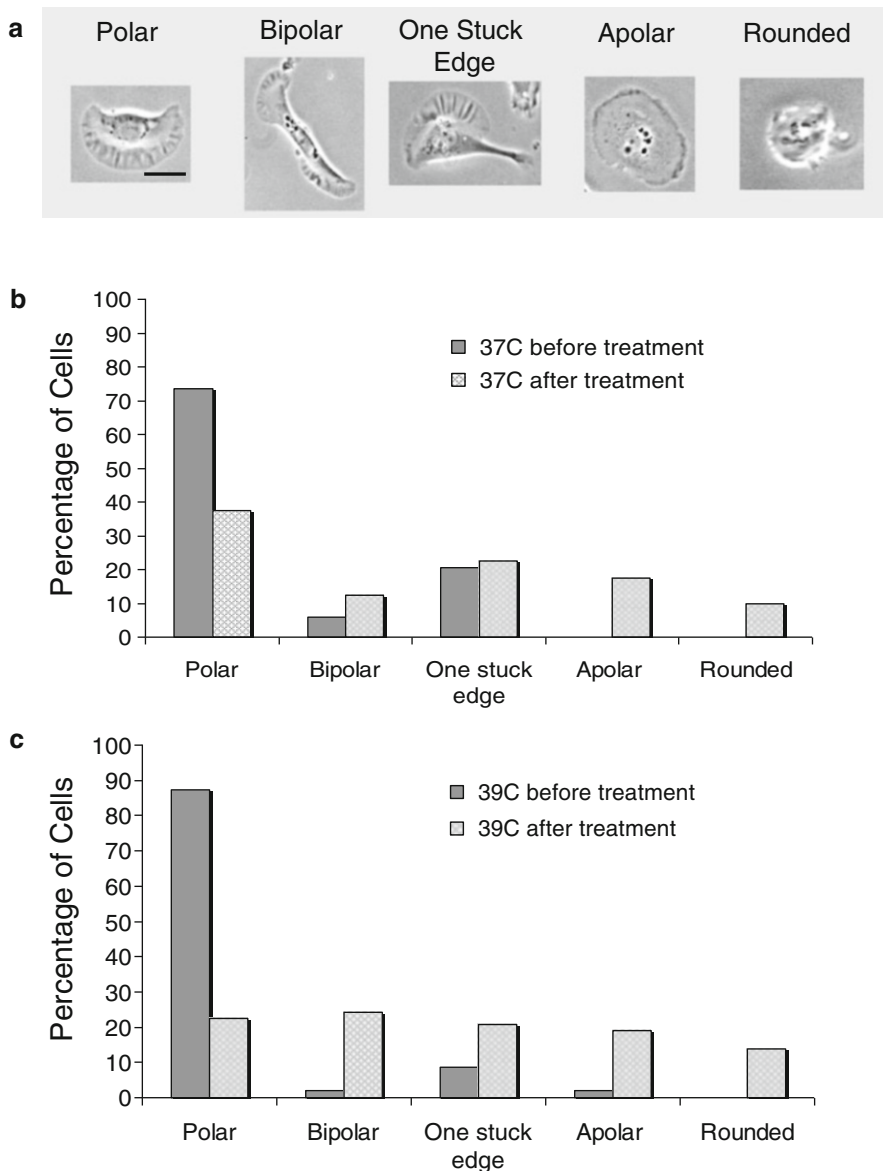 a
Polar
Bipolar
One Stuck
Edge
Apolar
Rounded
b
Percentage of Cells
100
90
80
70
60
50
40
30
20
10
0
37C before treatment
37C after treatment
Polar
Bipolar
One stuck
edge
Apolar
Rounded
c
Percentage of Cells
100
90
80
70
60
50
40
30
20
10
0
39C before treatment
39C after treatment
Polar
Bipolar
One stuck
edge
Apolar
Rounded